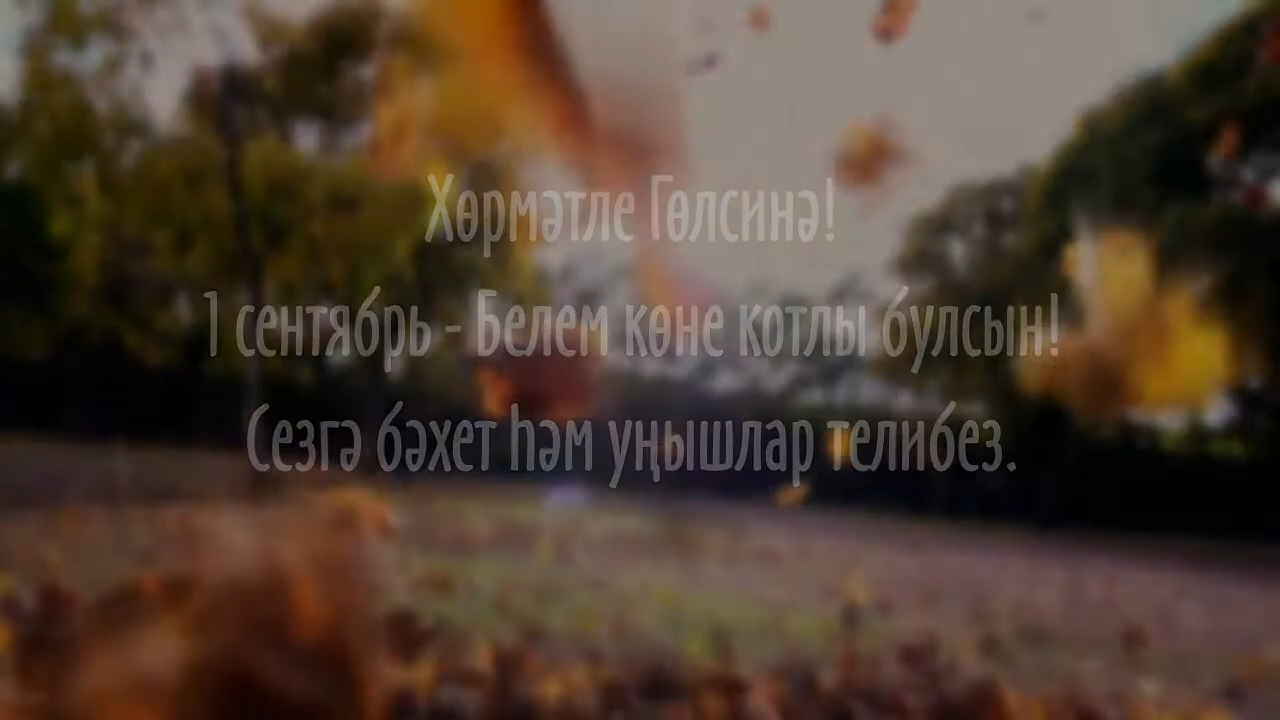 Хөрмәтле Гөлсинә!
1 сентябрь - Белем көне котлы булсын!
Сезгә бәхет һәм уңышлар телибез.